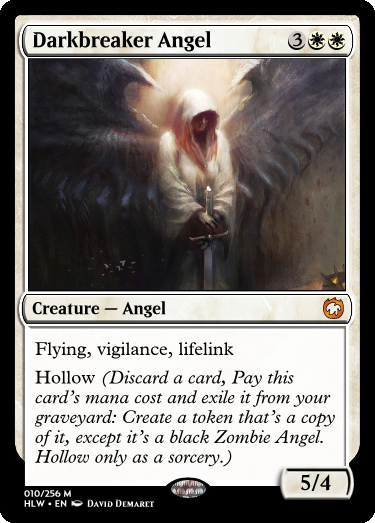 Darkbreaker Angel 3
Creature — Angel
Flying, vigilance, lifelink
Hollow (Discard a card, Pay this
card's mana cost and exile it from your
graveyard: Create a token that's a copy
of it, except it's a black Zombie Angel.
Hollow only as a sorcery.)
5/4
010/256 M
HLW • EN DAVID DEMARET